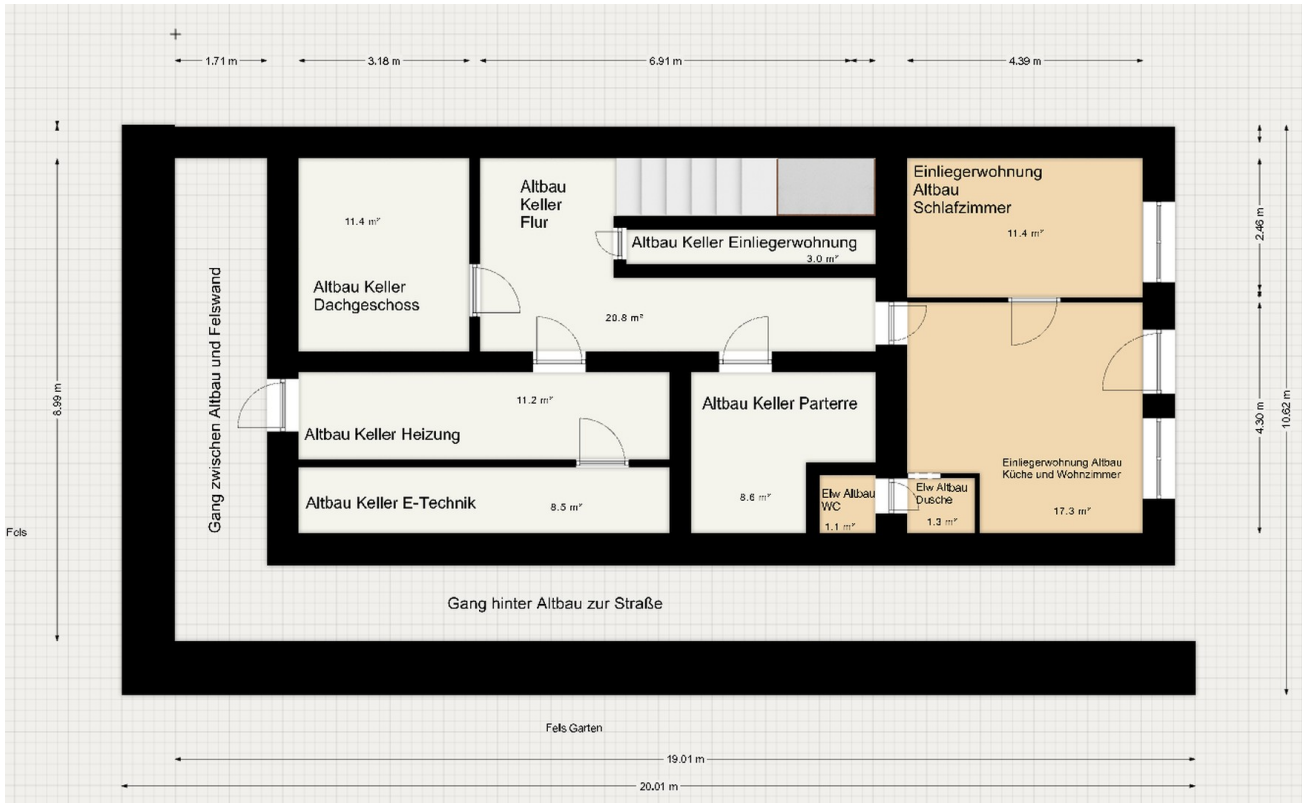 1.71 m
3.18 m
6.91 m
4.39 m
Altbau
Keller
Flur
Einliegerwohnung
Altbau
Schlafzimmer
11.4 m²
11.4 m²
2.46 m
Altbau Keller Einliegerwohnung
3.0 m²
Altbau Keller
Dachgeschoss
20.8 m²
Gang zwischen Altbau und Felswand
8.99 m
11.2 m²
Altbau Keller Parterre
10.62 m
4.30 m
Altbau Keller Heizung
Einliegerwohnung Altbau
Küche und Wohnzimmer
Altbau Keller E-Technik
8.5 m²
8.6 m²
Elw Altbau
WC
1.1 m²
Elw Altbau
Dusche
1.3 m²
17.3 m²
Fels
Gang hinter Altbau zur Straße
Fels Garten
19.01 m
20.01 m